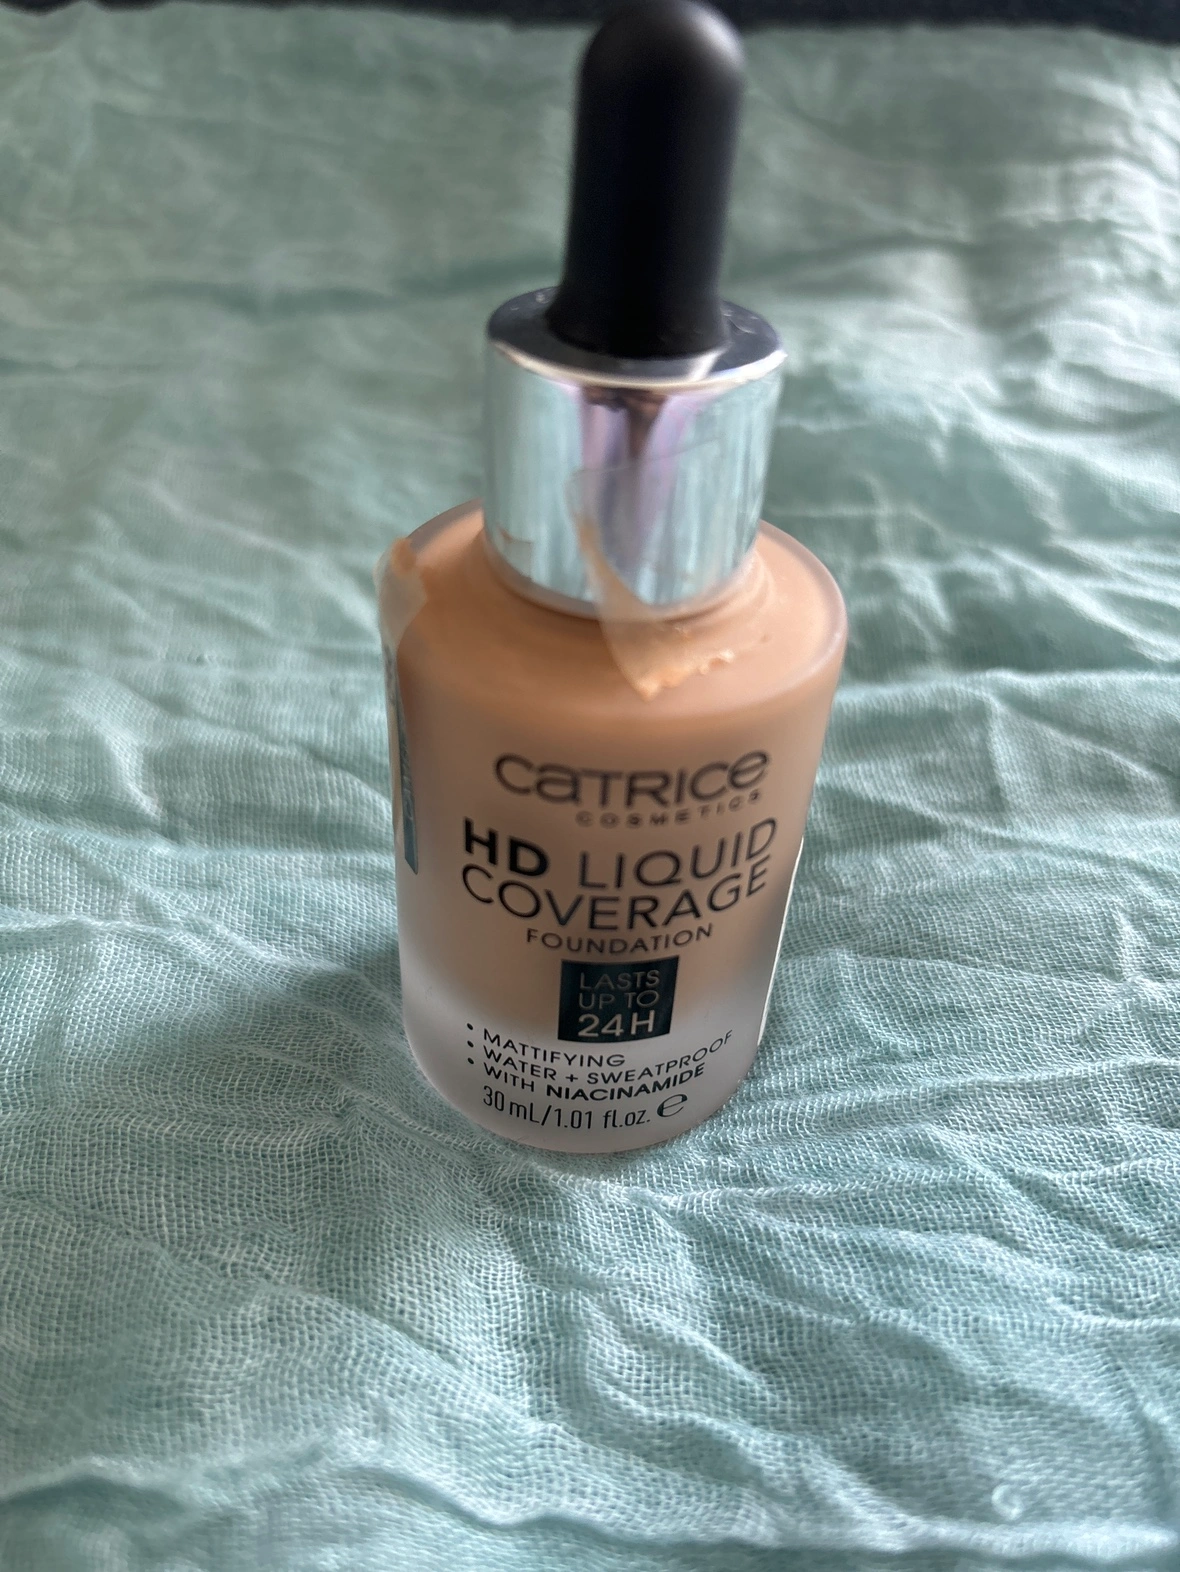 CATRICE
COSMETICS
HD LIQUID
COVERAGE
FOUNDATION
LASTS
UP TO
24H
• MATTIFYING
• WATER + SWEATPROOF
• WITH NIACINAMIDE
30 mL/1.01 fl.oz. ℮